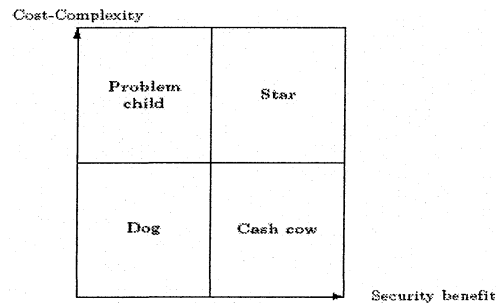 Cost-Complexity
Problem
child
Star
Dog
Cash cow
Security benefit